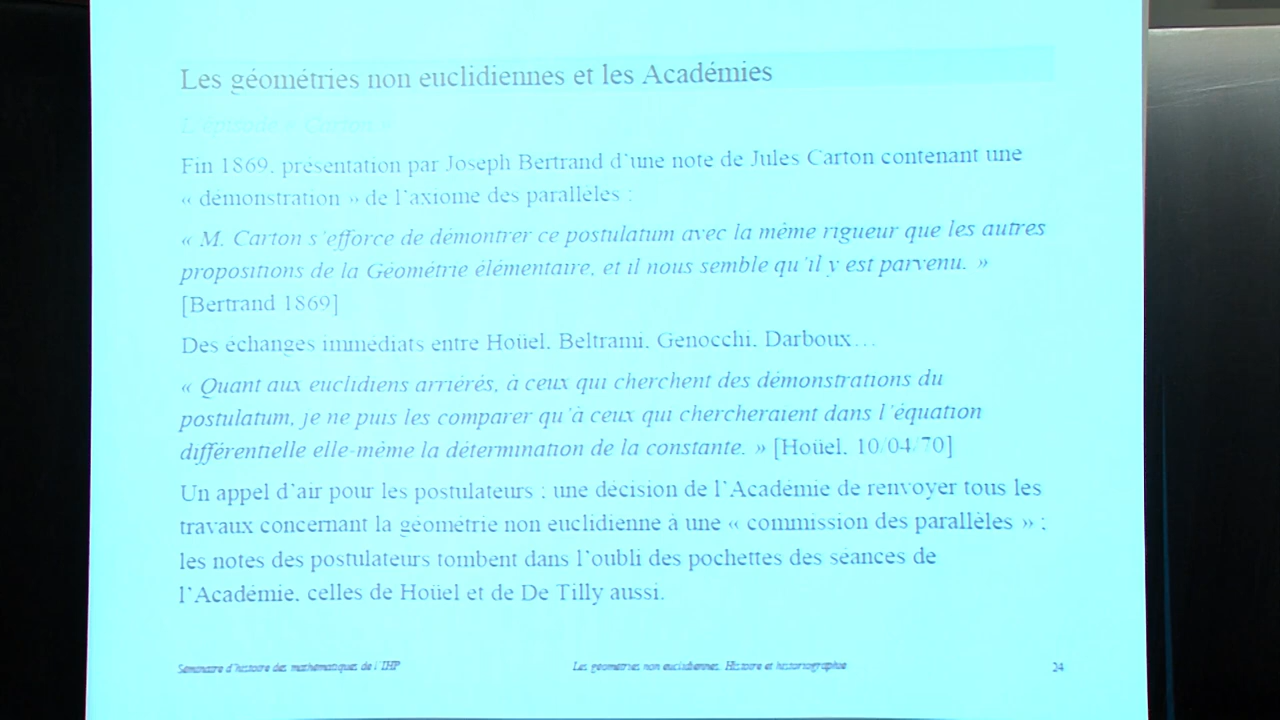 Les géométries non euclidiennes et les Académies
L'épisode « Carton »
Fin 1869, présentation par Joseph Bertrand d'une note de Jules Carton contenant une
« démonstration » de l'axiome des parallèles :
« M. Carton s'efforce de démontrer ce postulatum avec la même rigueur que les autres
propositions de la Géométrie élémentaire, et il nous semble qu'il y est parvenu. »
[Bertrand 1869]
Des échanges immédiats entre Hoüel, Beltrami, Genocchi, Darboux…
« Quant aux euclidiens arriérés, à ceux qui cherchent des démonstrations du
postulatum, je ne puis les comparer qu'à ceux qui chercheraient dans l'équation
différentielle elle-même la détermination de la constante. » [Hoüel, 10/04/70]
Un appel d'air pour les postulateurs : une décision de l'Académie de renvoyer tous les
travaux concernant la géométrie non euclidienne à une « commission des parallèles » ;
les notes des postulateurs tombent dans l'oubli des pochettes des séances de
l'Académie, celles de Hoüel et de De Tilly aussi.
Séminaire d'histoire des mathématiques de l'IHP
Les géométries non euclidiennes. Histoire et historiographie
24